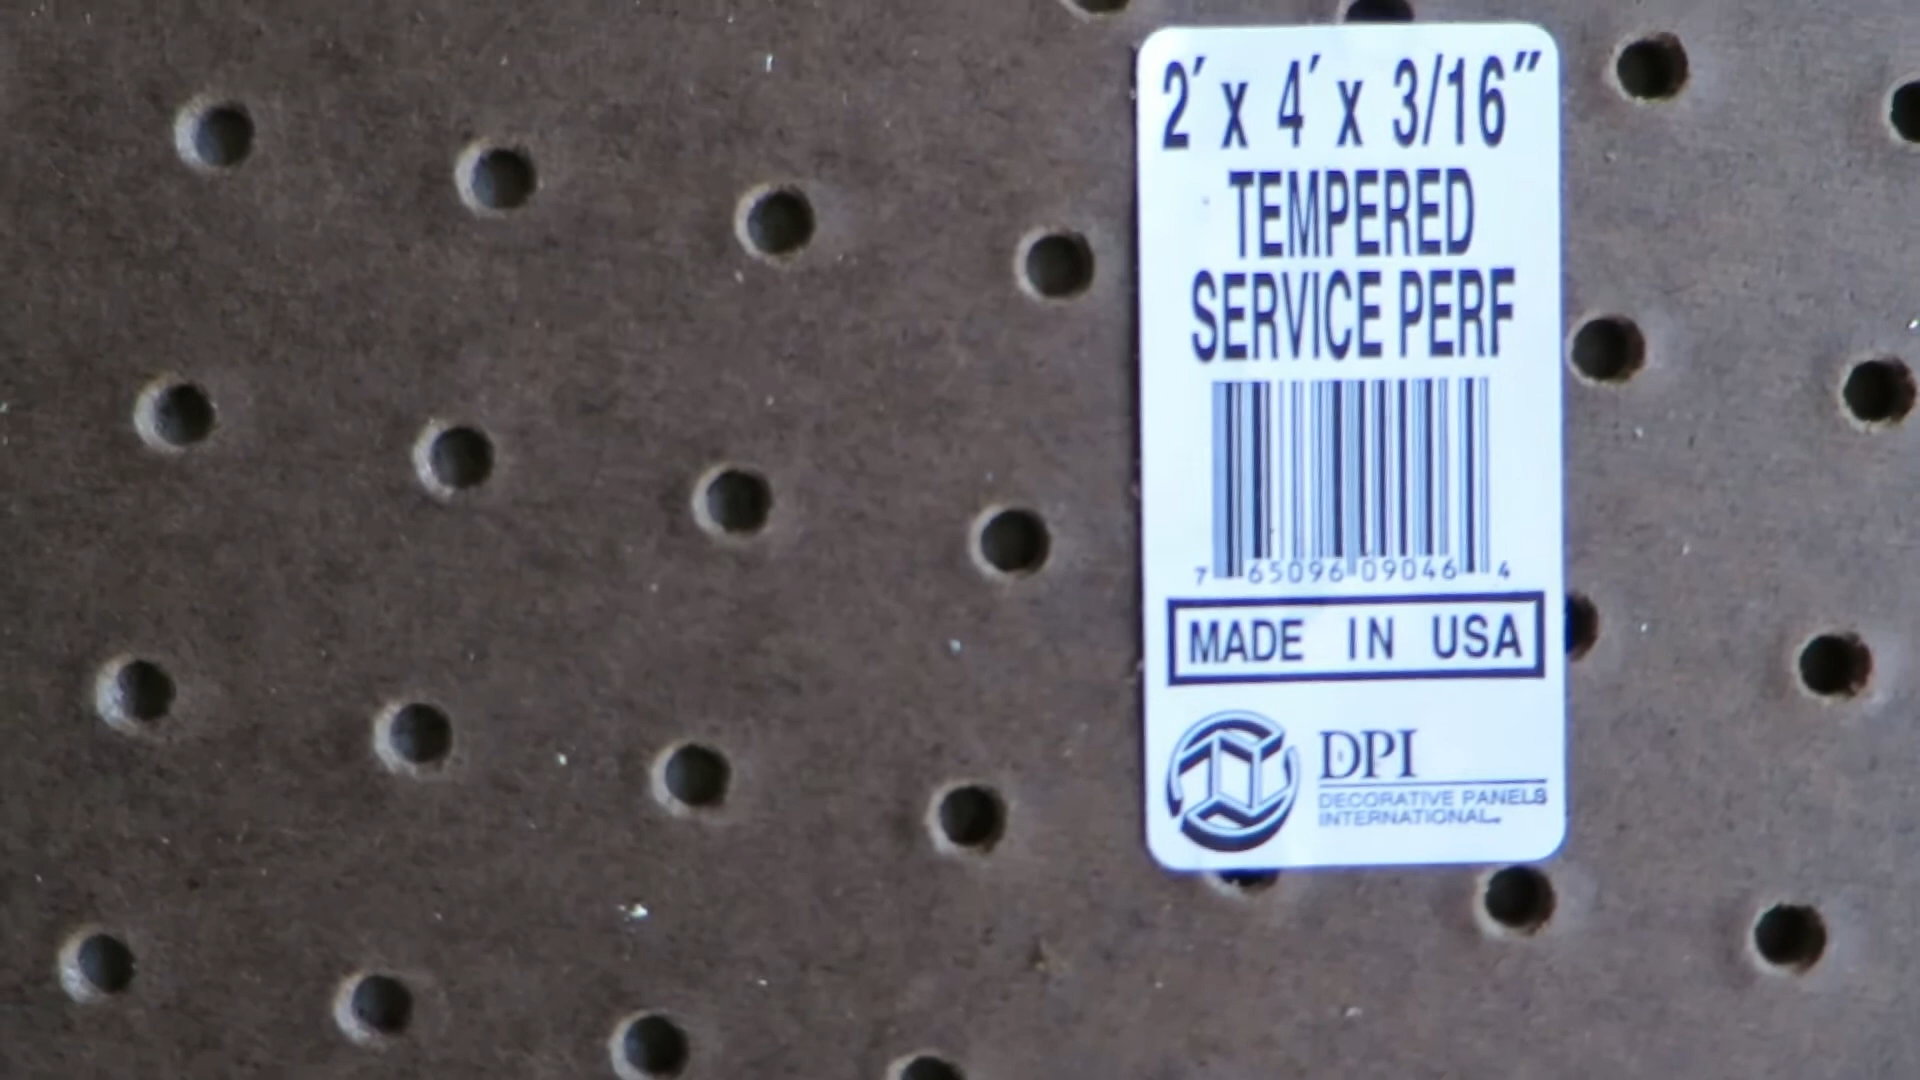 2' x 4' x 3/16"
TEMPERED
SERVICE PERF
7 65096 09046 4
MADE IN USA
DPI
DECORATIVE PANELS
INTERNATIONAL